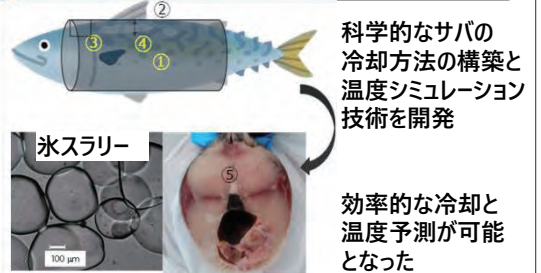 ②
③
④
①
科学的なサバの
冷却方法の構築と
温度シミュレーション
技術を開発
氷スラリー
100 μm
⑤
効率的な冷却と
温度予測が可能
となった